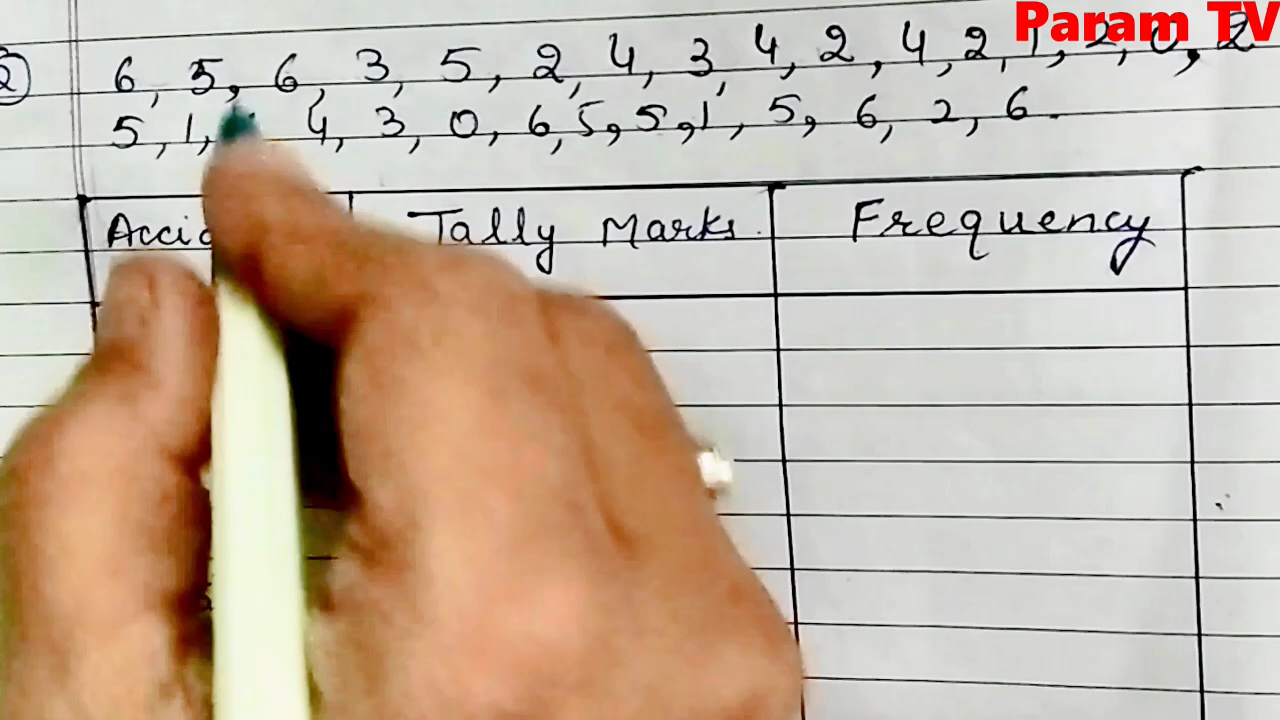 Param TV
② 6, 5, 6, 3, 5, 2, 4, 3, 4, 2, 4, 2, 1, 2, 0, 2
5, 1, 4, 3, 0, 6, 5, 5, 1, 5, 6, 2, 6.
Tally Marks. Frequency